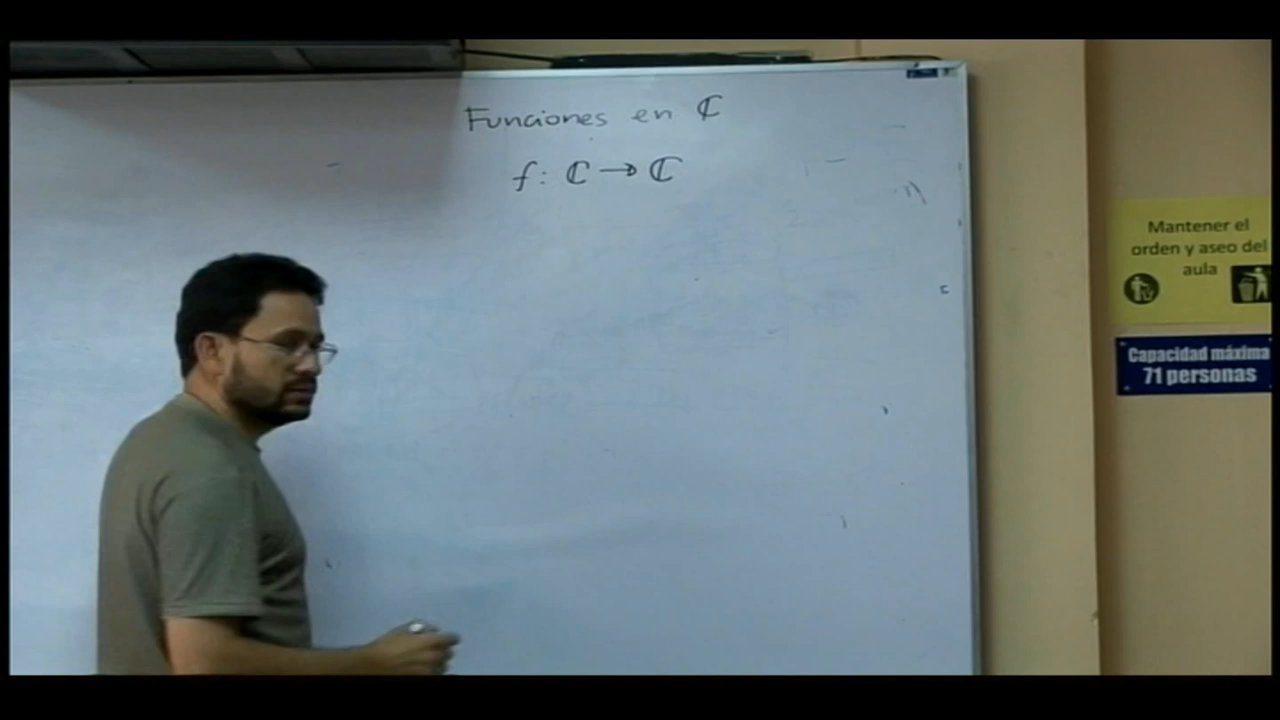 Funciones en ℂ
f: ℂ → ℂ
Mantener el
orden y aseo del
aula
Capacidad máxima
71 personas